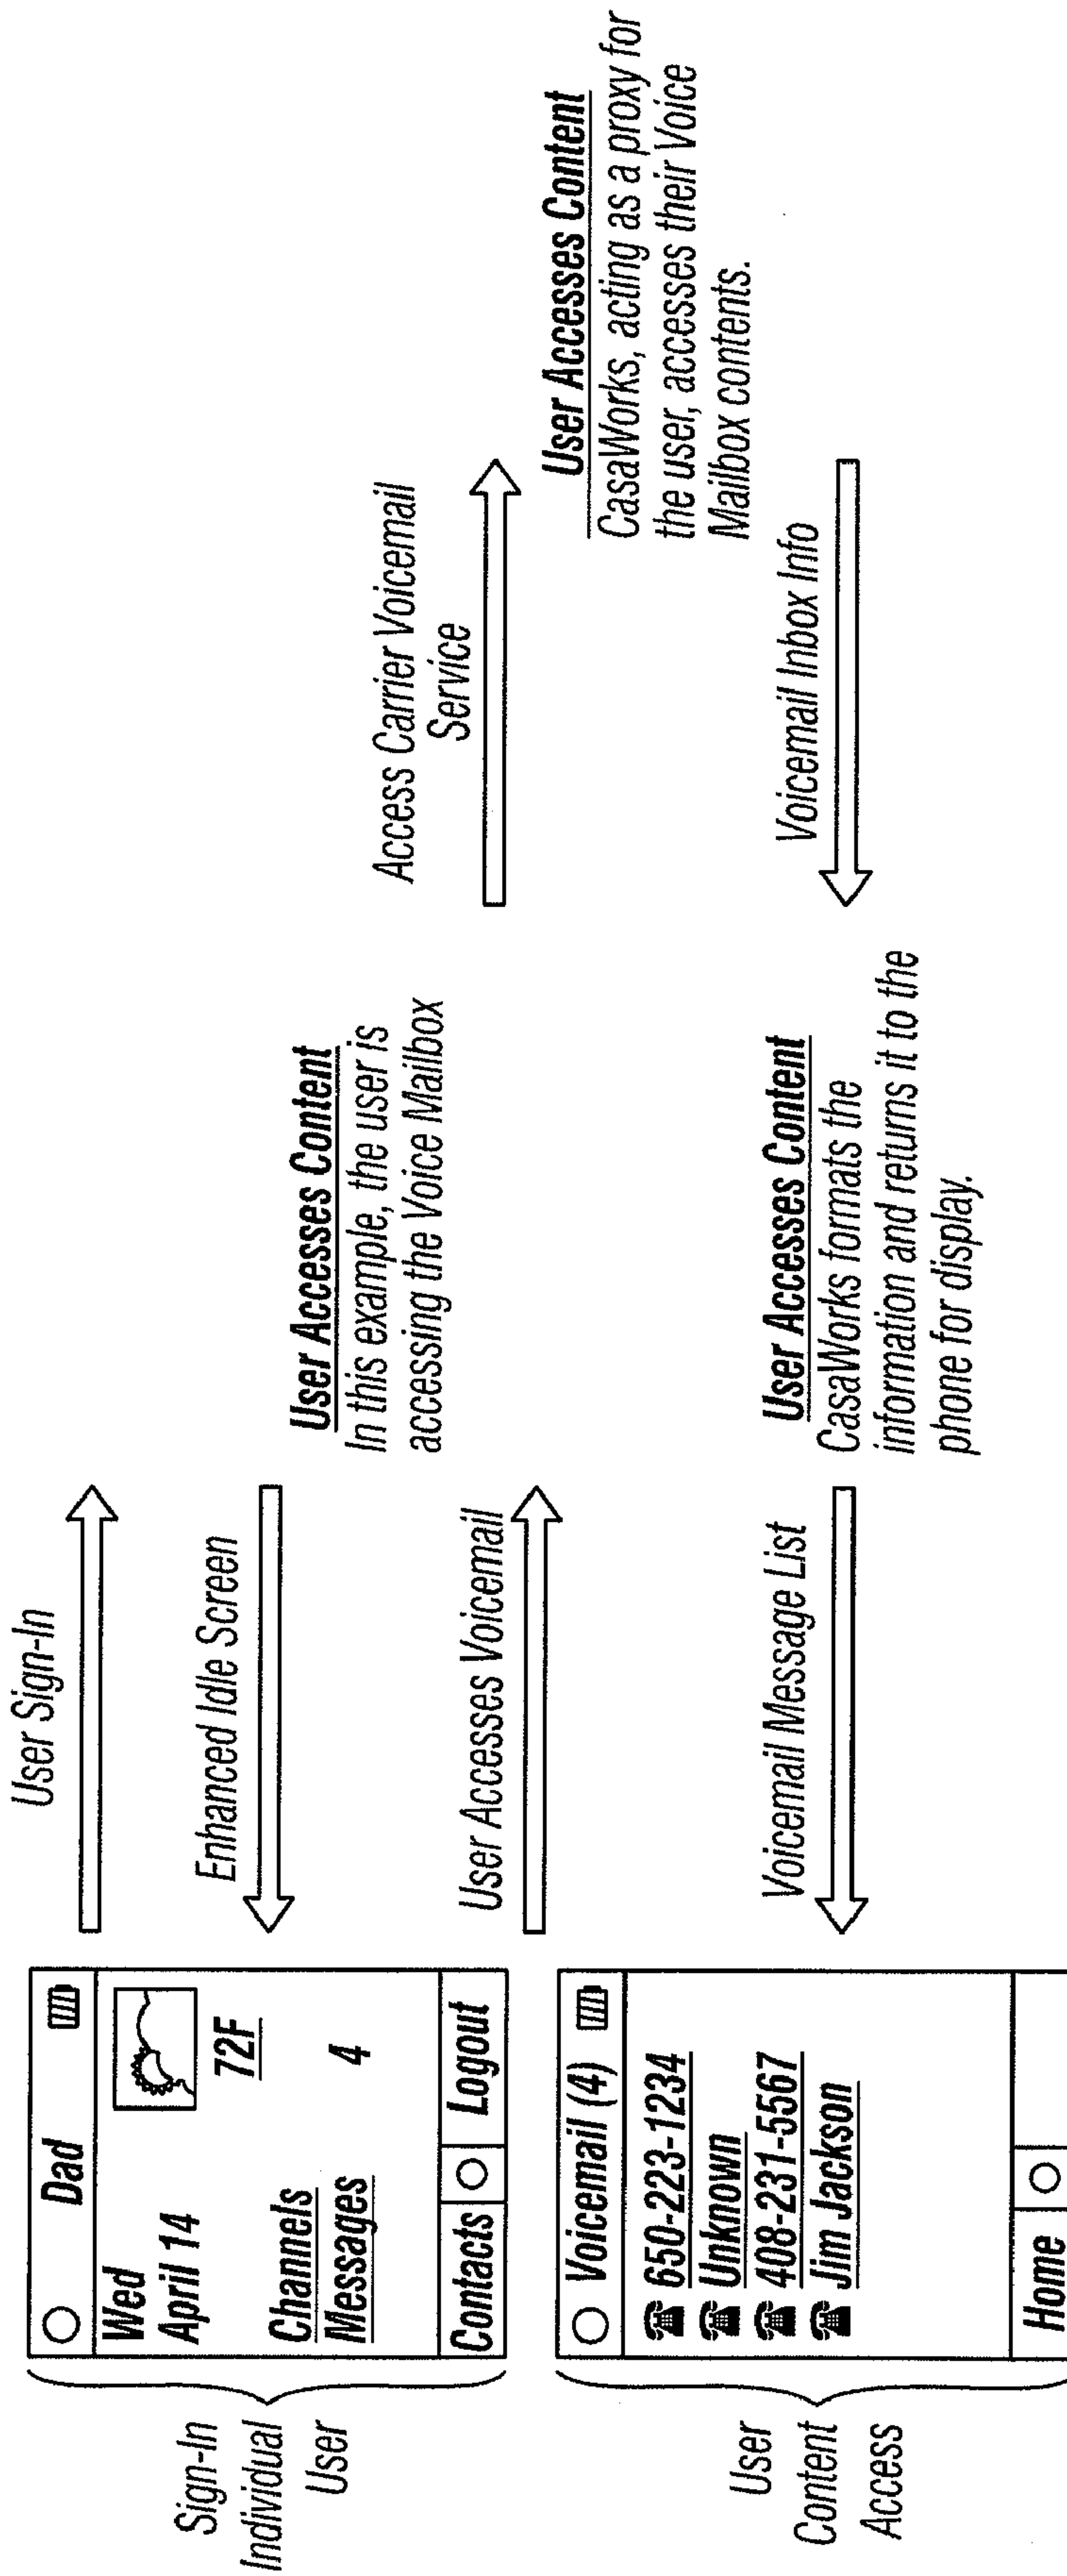 Sign-In
Individual
User
Dad
Wed
April 14
72F
Channels
Messages 4
Contacts
Logout
User Sign-In
Enhanced Idle Screen
User Accesses Content
In this example, the user is
accessing the Voice Mailbox
Access Carrier Voicemail
Service
User Accesses Content
CasaWorks, acting as a proxy for
the user, accesses their Voice
Mailbox contents.
User
Content
Access
Voicemail (4)
650-223-1234
Unknown
408-231-5567
Jim Jackson
Home
User Accesses Voicemail
Voicemail Message List
User Accesses Content
CasaWorks formats the
information and returns it to the
phone for display.
Voicemail Inbox Info